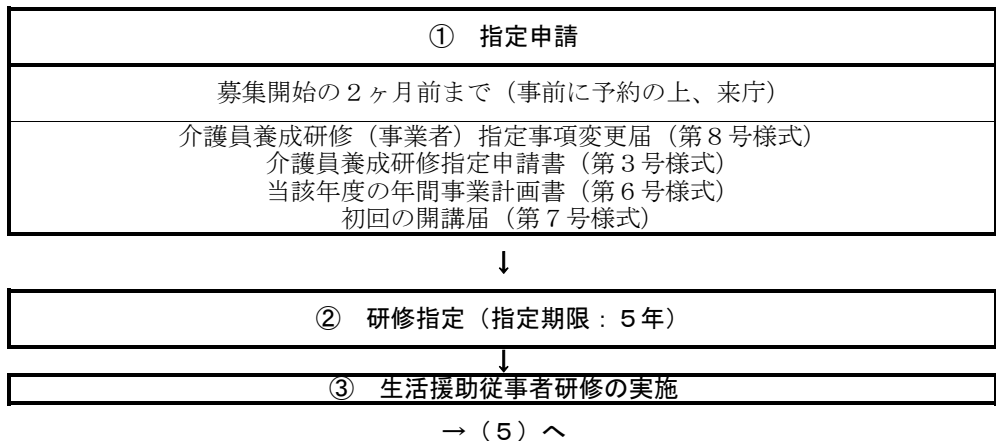 ①　指定申請
募集開始の２ヶ月前まで（事前に予約の上、来庁）
介護員養成研修（事業者）指定事項変更届（第８号様式）
介護員養成研修指定申請書（第３号様式）
当該年度の年間事業計画書（第６号様式）
初回の開講届（第７号様式）
↓
②　研修指定（指定期限：５年）
↓
③　生活援助従事者研修の実施
→（５）へ